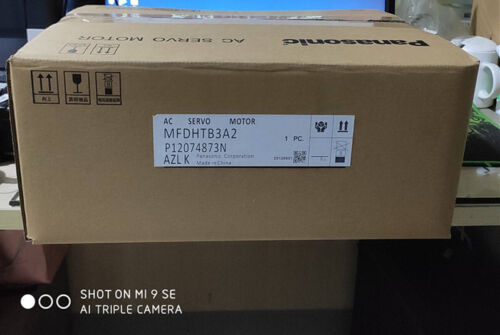 Panasonic
AC SERVO MOTOR
AC SERVO MOTOR
MFDHTB3A2
1 PC.
P12074873N
AZLK Panasonic Corporation
Made in China
SHOT ON MI 9 SE
AI TRIPLE CAMERA